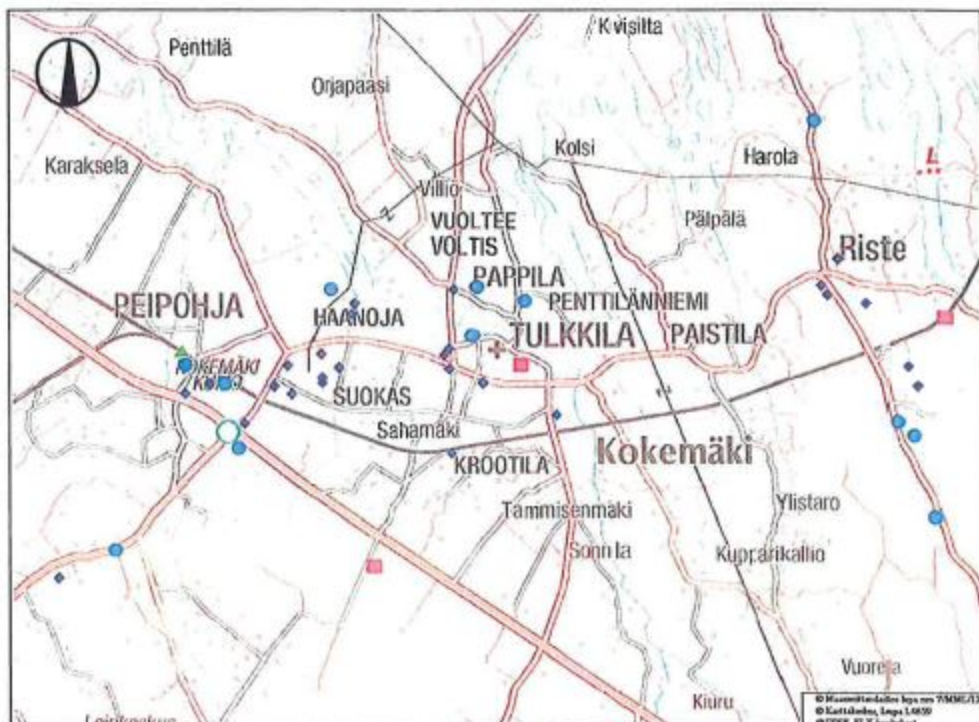 Penttilä
Kivisilta
Orjapaasi
Kolsi
Harola
L
Karaksela
Villiö
Pälpälä
VUOLTEE
VOLTIS
Riste
PAPPILA
PEIPOHJA
PENTTILÄNNIEMI
HAANOJA
TULKKILA
PAISTILA
KOKEMÄKI
SUOKAS
Sahamäki
Kokemäki
KROOTILA
Tammisenmäki
Ylistaro
Sonnila
Kupparikallio
Vuorela
Kiuru